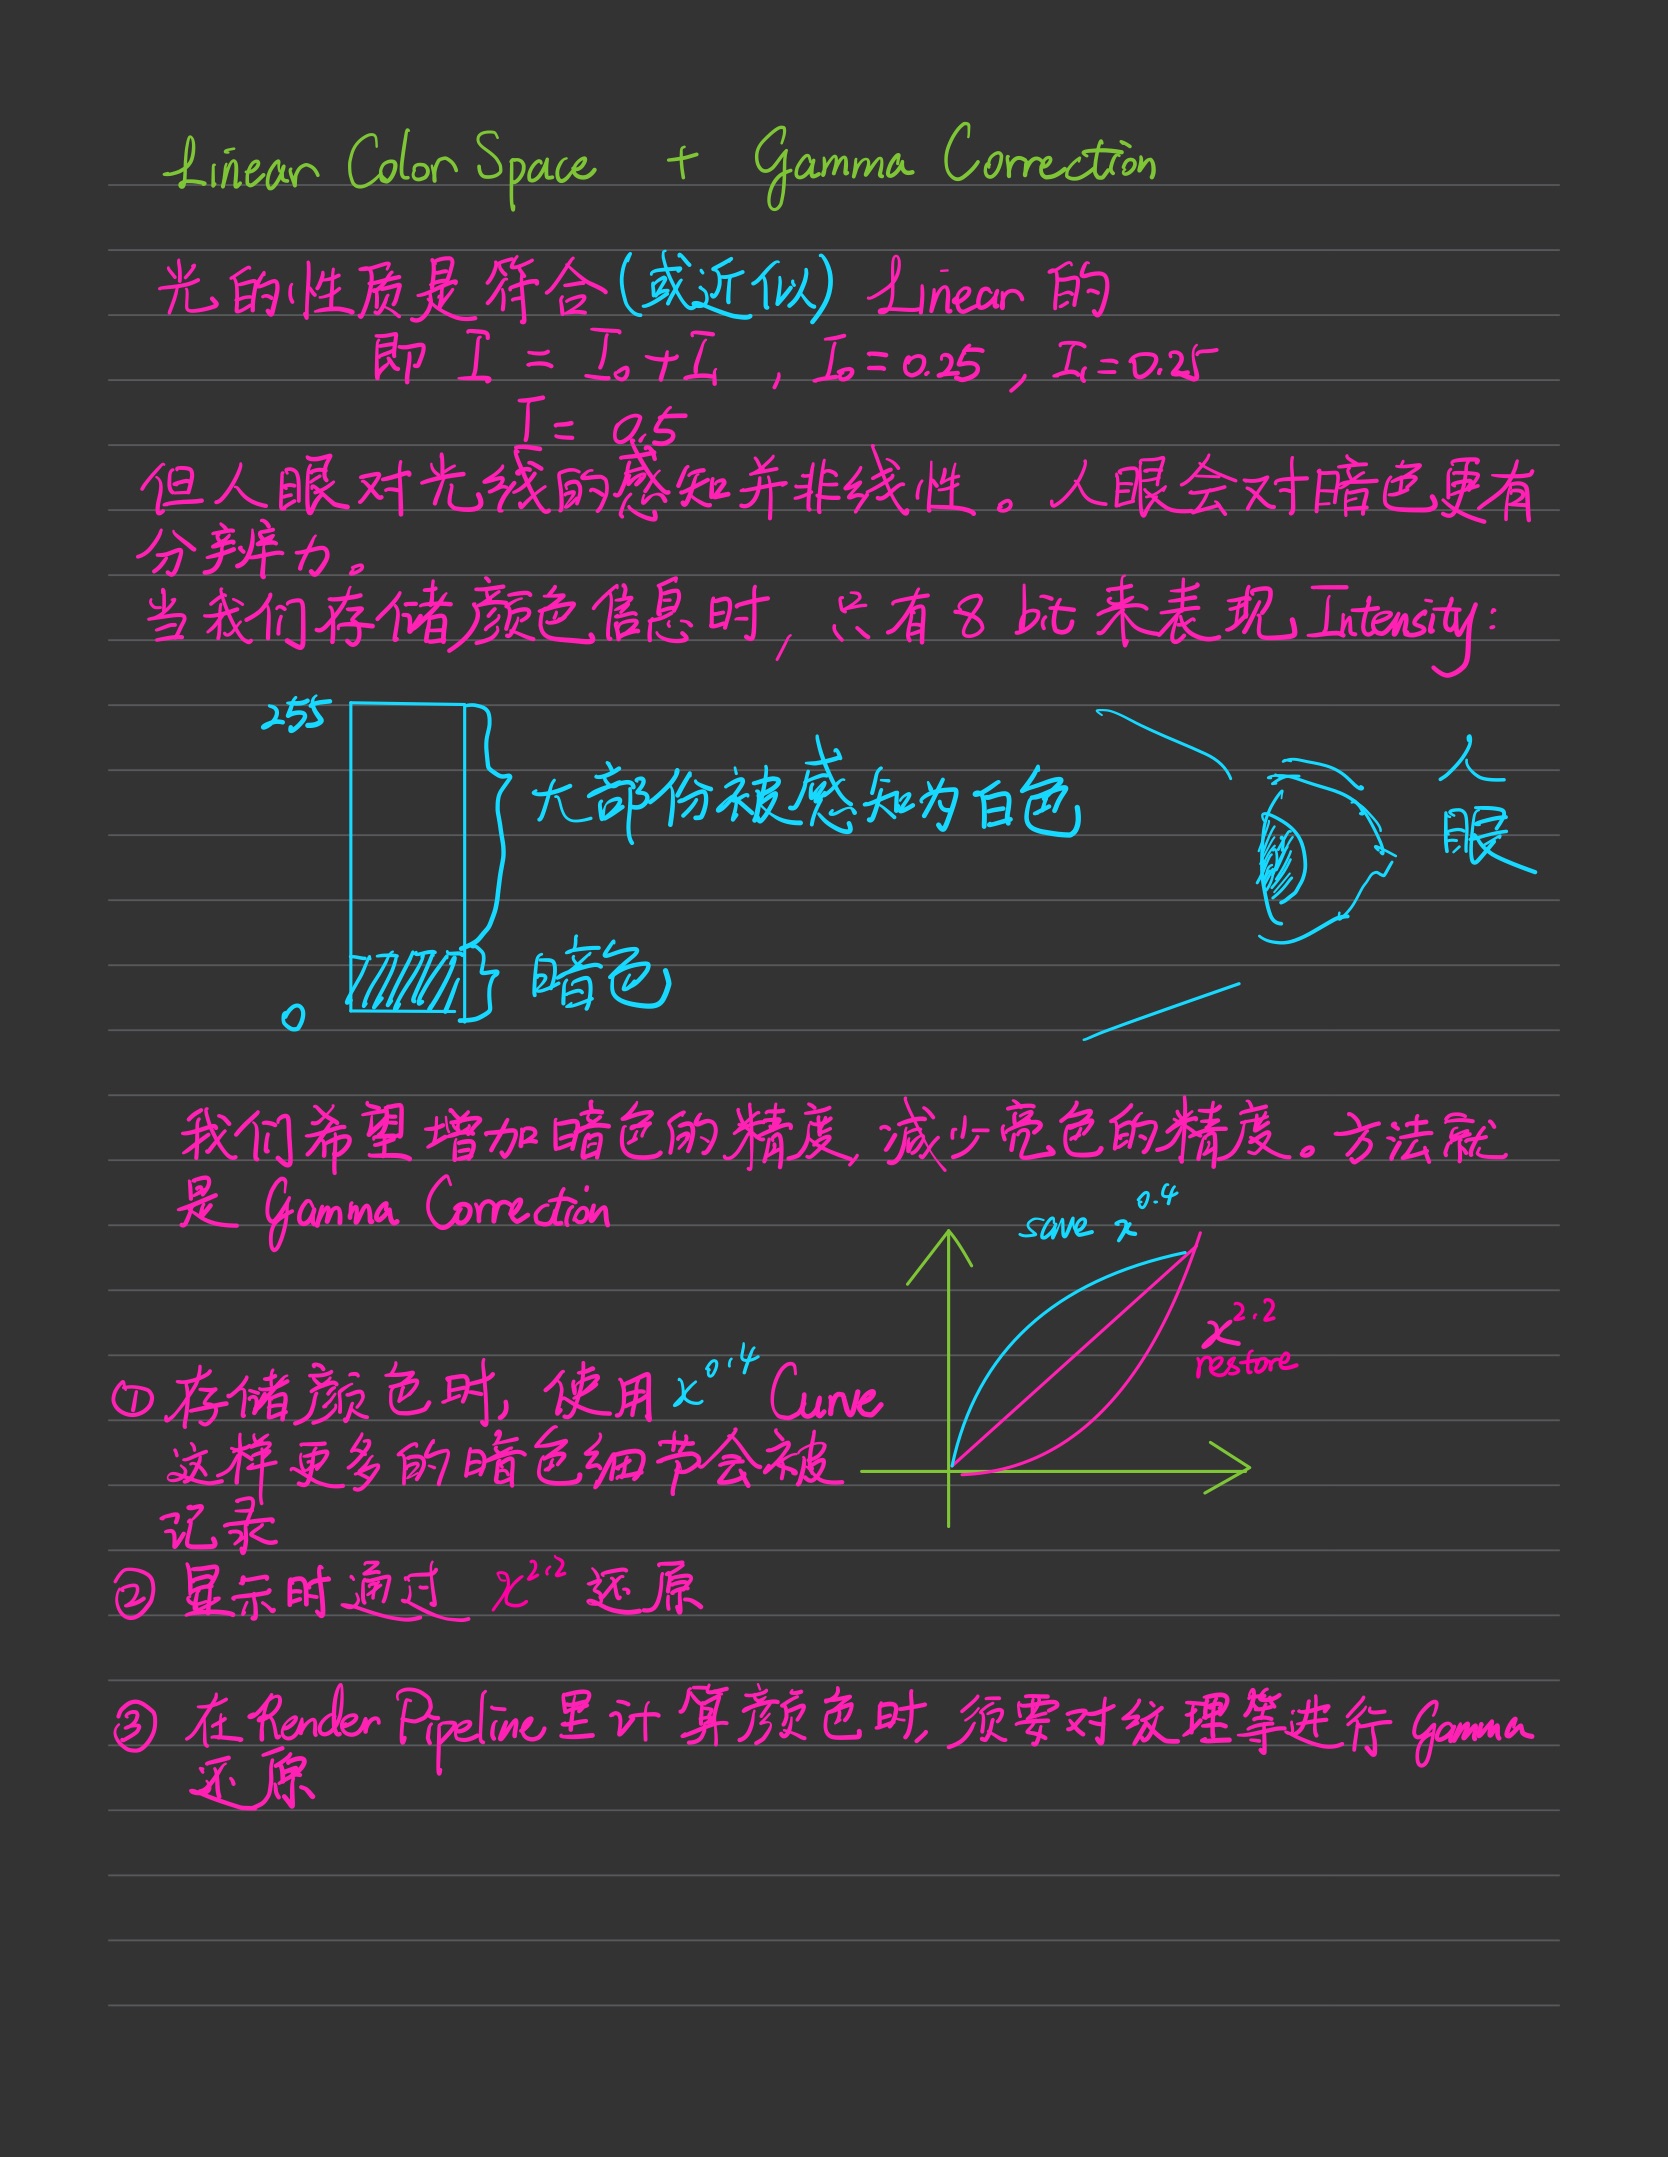 Linear Color Space + Gamma Correction
光的性质是符合(或近似) Linear 的
即 I = I₀+I₁ , I₀=0.25 , I₁=0.25
I = 0.5
但人眼对光线的感知并非线性。人眼会对暗色更有
分辨力。
当我们存储颜色信息时, 只有 8 bit 来表现 Intensity:
255
大部份被感知为白色
人
眼
暗色
0
我们希望增加暗色的精度, 减少亮色的精度。方法就
是 Gamma Correction
save x^0.4
x^2.2
restore
① 存储颜色时, 使用 x^0.4 Curve
这样更多的暗色细节会被
记录
② 显示时通过 x^2.2 还原
③ 在 Render Pipeline 里计算颜色时, 须要对纹理等进行 Gamma
还原